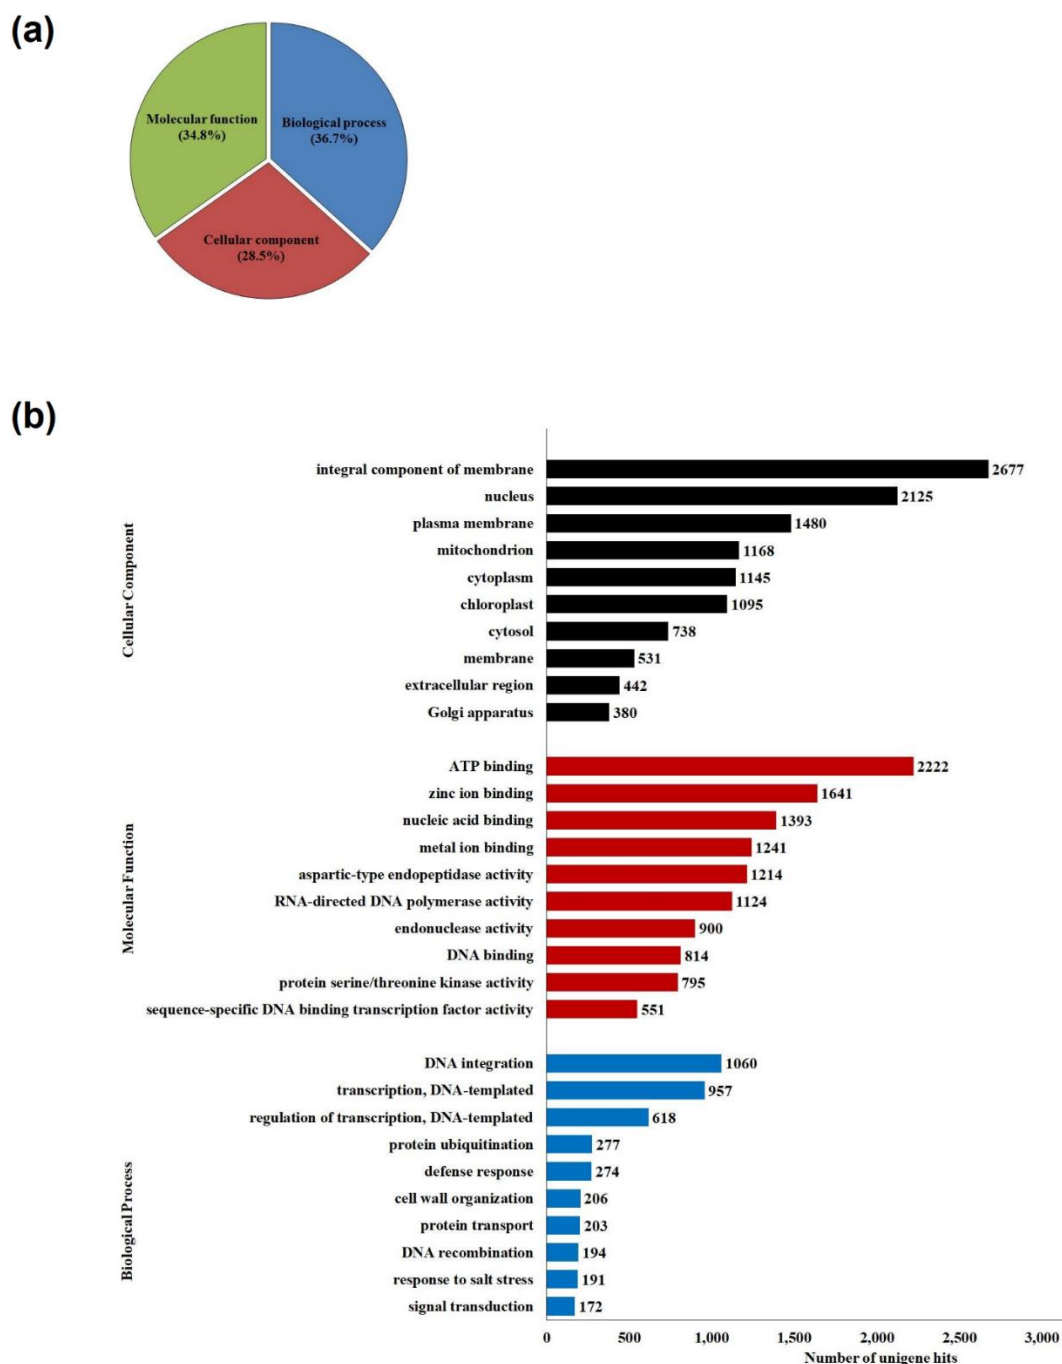 (a)
Molecular function
(34.8%)
Biological process
(36.7%)
Cellular component
(28.5%)
(b)
Cellular Component
integral component of membrane 2677
nucleus 2125
plasma membrane 1480
mitochondrion 1168
cytoplasm 1145
chloroplast 1095
cytosol 738
membrane 531
extracellular region 442
Golgi apparatus 380
Molecular Function
ATP binding 2222
zinc ion binding 1641
nucleic acid binding 1393
metal ion binding 1241
aspartic-type endopeptidase activity 1214
RNA-directed DNA polymerase activity 1124
endonuclease activity 900
DNA binding 814
protein serine/threonine kinase activity 795
sequence-specific DNA binding transcription factor activity 551
Biological Process
DNA integration 1060
transcription, DNA-templated 957
regulation of transcription, DNA-templated 618
protein ubiquitination 277
defense response 274
cell wall organization 206
protein transport 203
DNA recombination 194
response to salt stress 191
signal transduction 172
0 500 1,000 1,500 2,000 2,500 3,000
Number of unigene hits